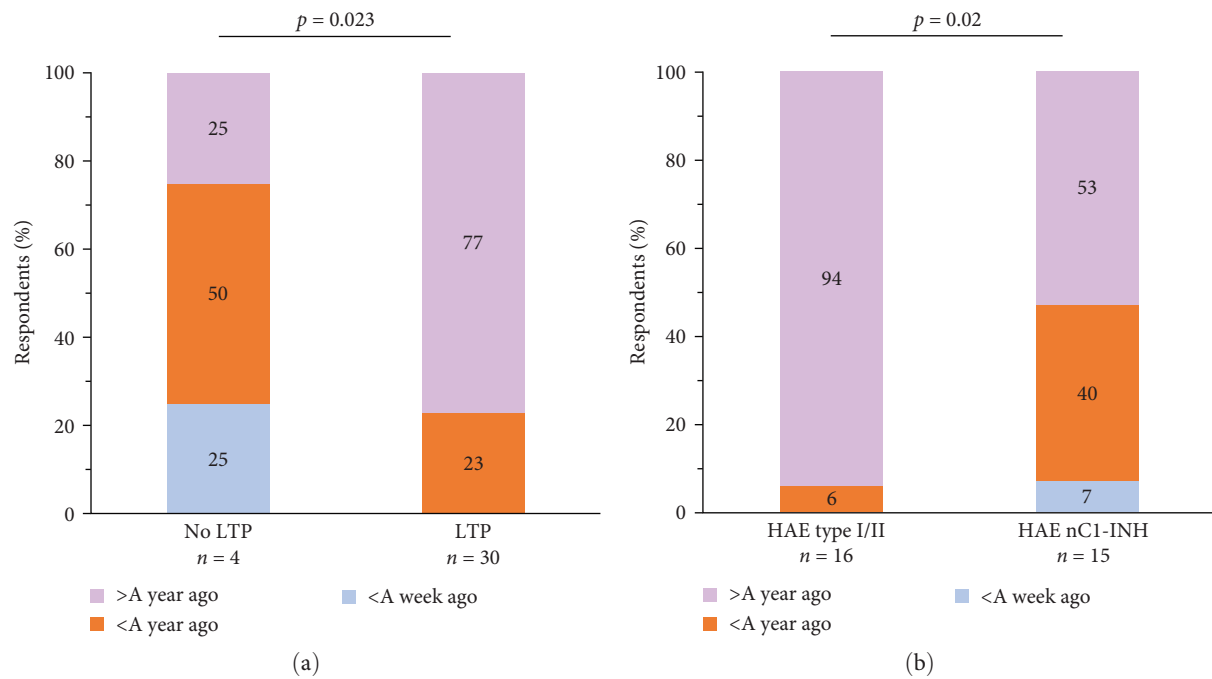 p = 0.023
Respondents (%)
100
80
60
40
20
0
25
50
25
77
23
No LTP
n = 4
LTP
n = 30
>A year ago
<A year ago
<A week ago
(a)
p = 0.02
Respondents (%)
100
80
60
40
20
0
94
6
53
40
7
HAE type I/II
n = 16
HAE nC1-INH
n = 15
>A year ago
<A year ago
<A week ago
(b)